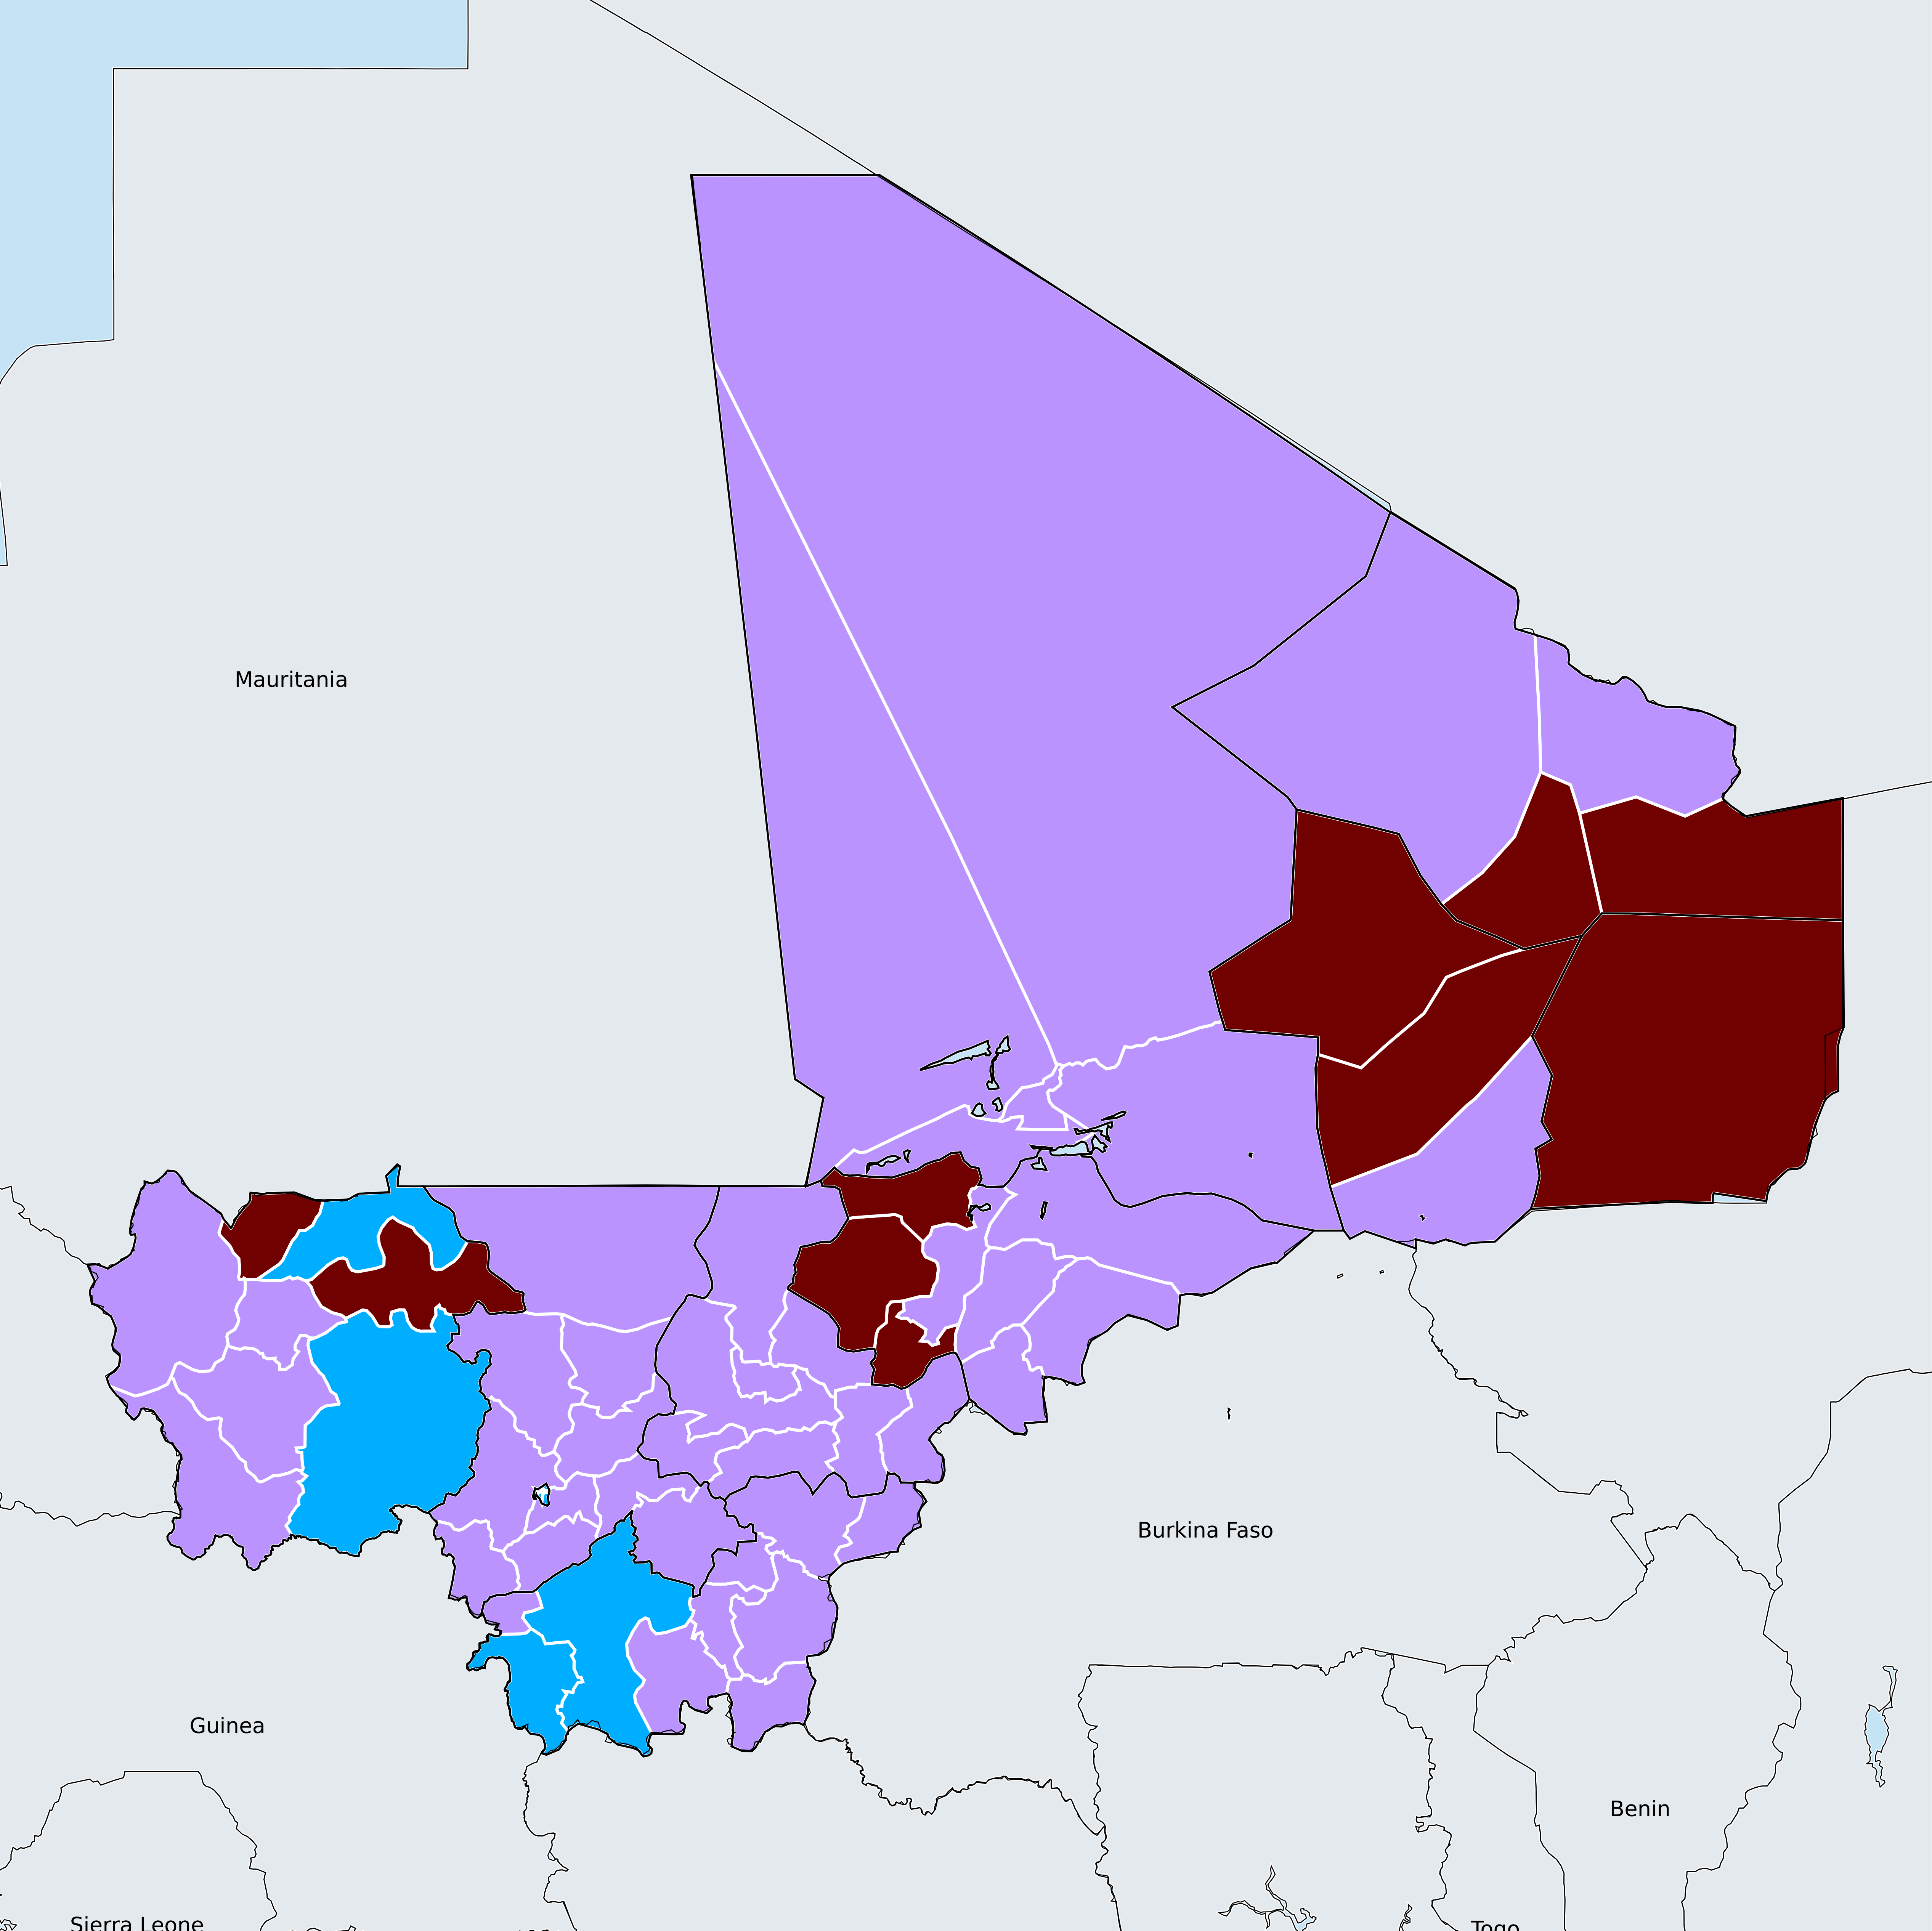 Mauritania
Burkina Faso
Guinea
Benin
Sierra Leone
Togo